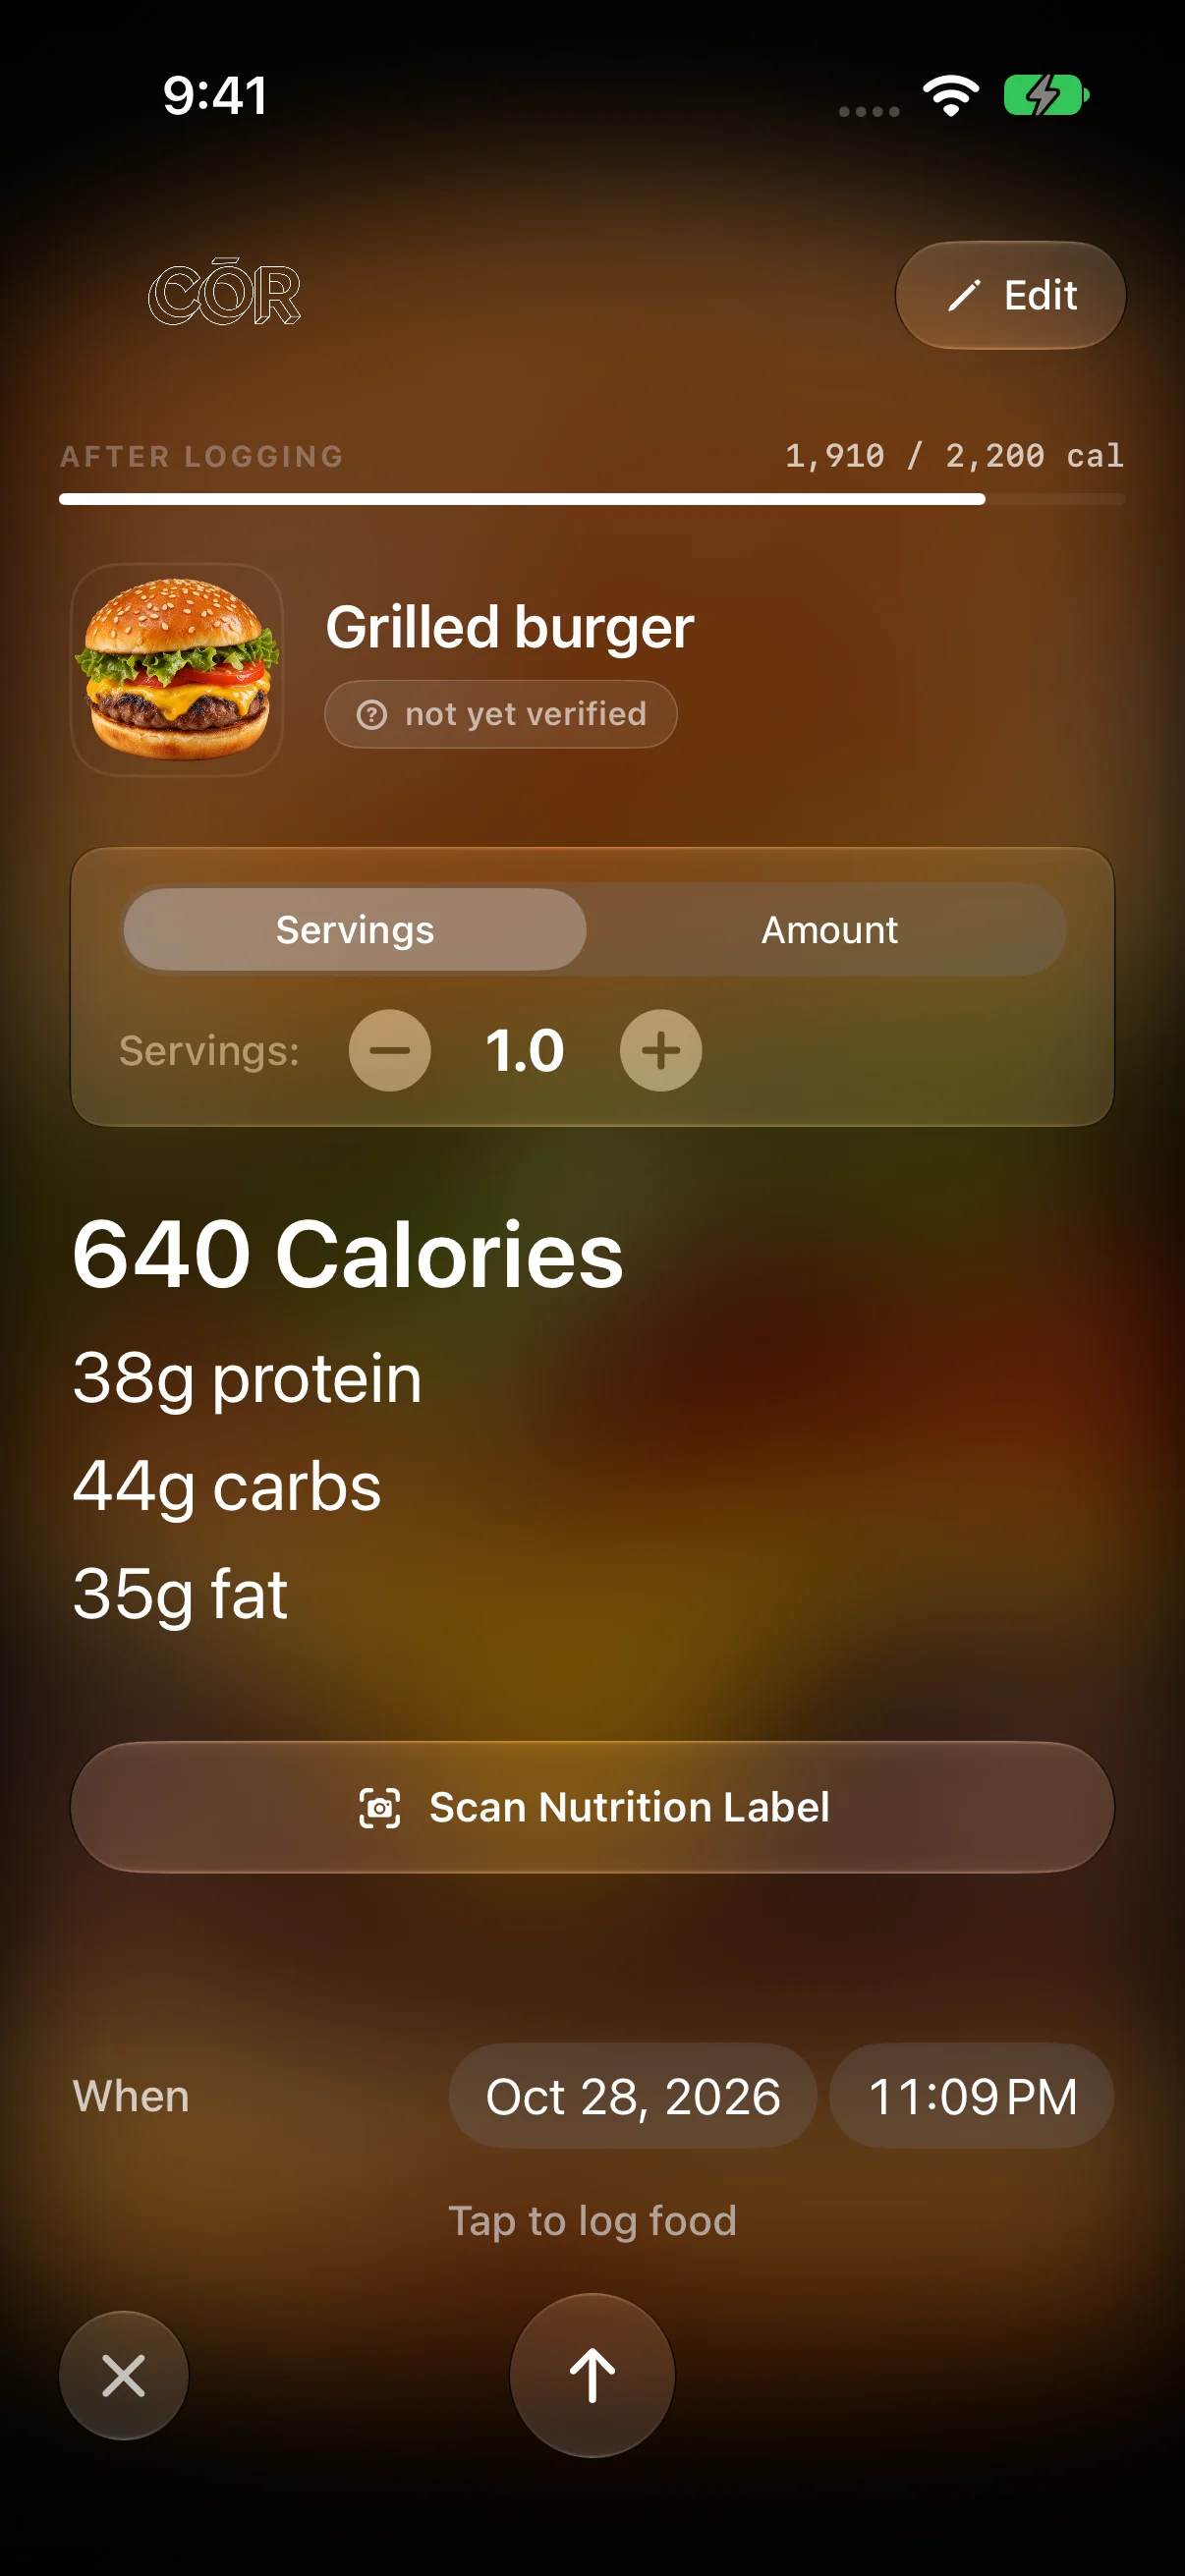 9:41
CŌR
Edit
AFTER LOGGING
1,910 / 2,200 cal
Grilled burger
not yet verified
Servings
Amount
Servings:
1.0
640 Calories
38g protein
44g carbs
35g fat
Scan Nutrition Label
When
Oct 28, 2026
11:09 PM
Tap to log food